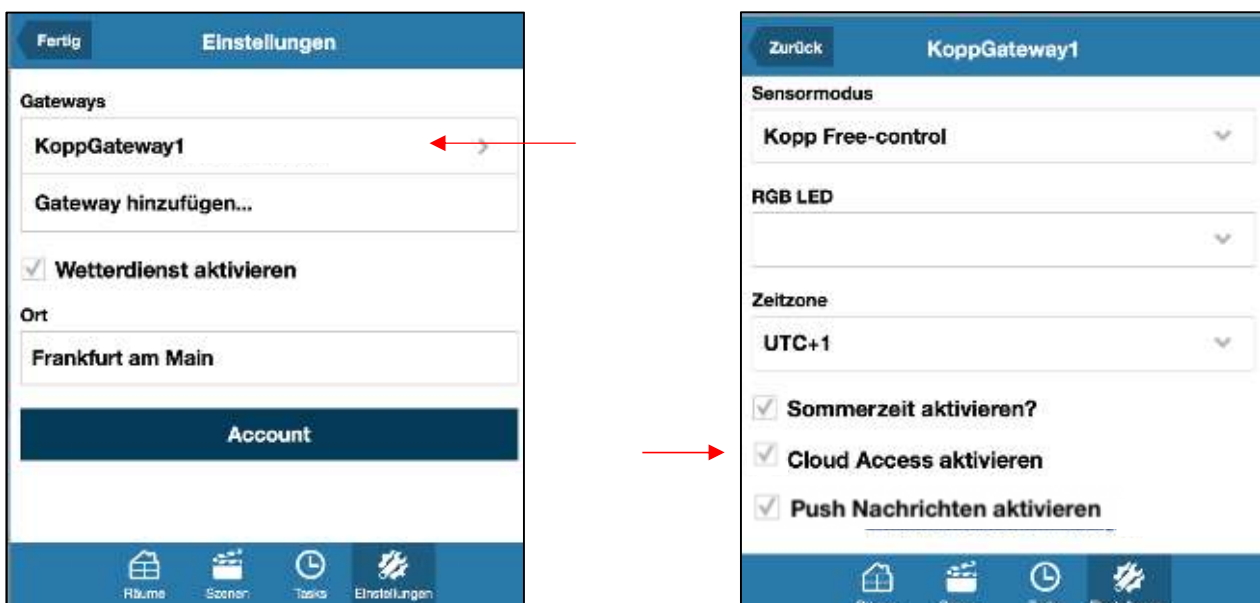 Fertig
Einstellungen
Gateways
KoppGateway1
Gateway hinzufügen...
Wetterdienst aktivieren
Ort
Frankfurt am Main
Account
Räume
Szenen
Tasks
Einstellungen
Zurück
KoppGateway1
Sensormodus
Kopp Free-control
RGB LED
Zeitzone
UTC+1
Sommerzeit aktivieren?
Cloud Access aktivieren
Push Nachrichten aktivieren